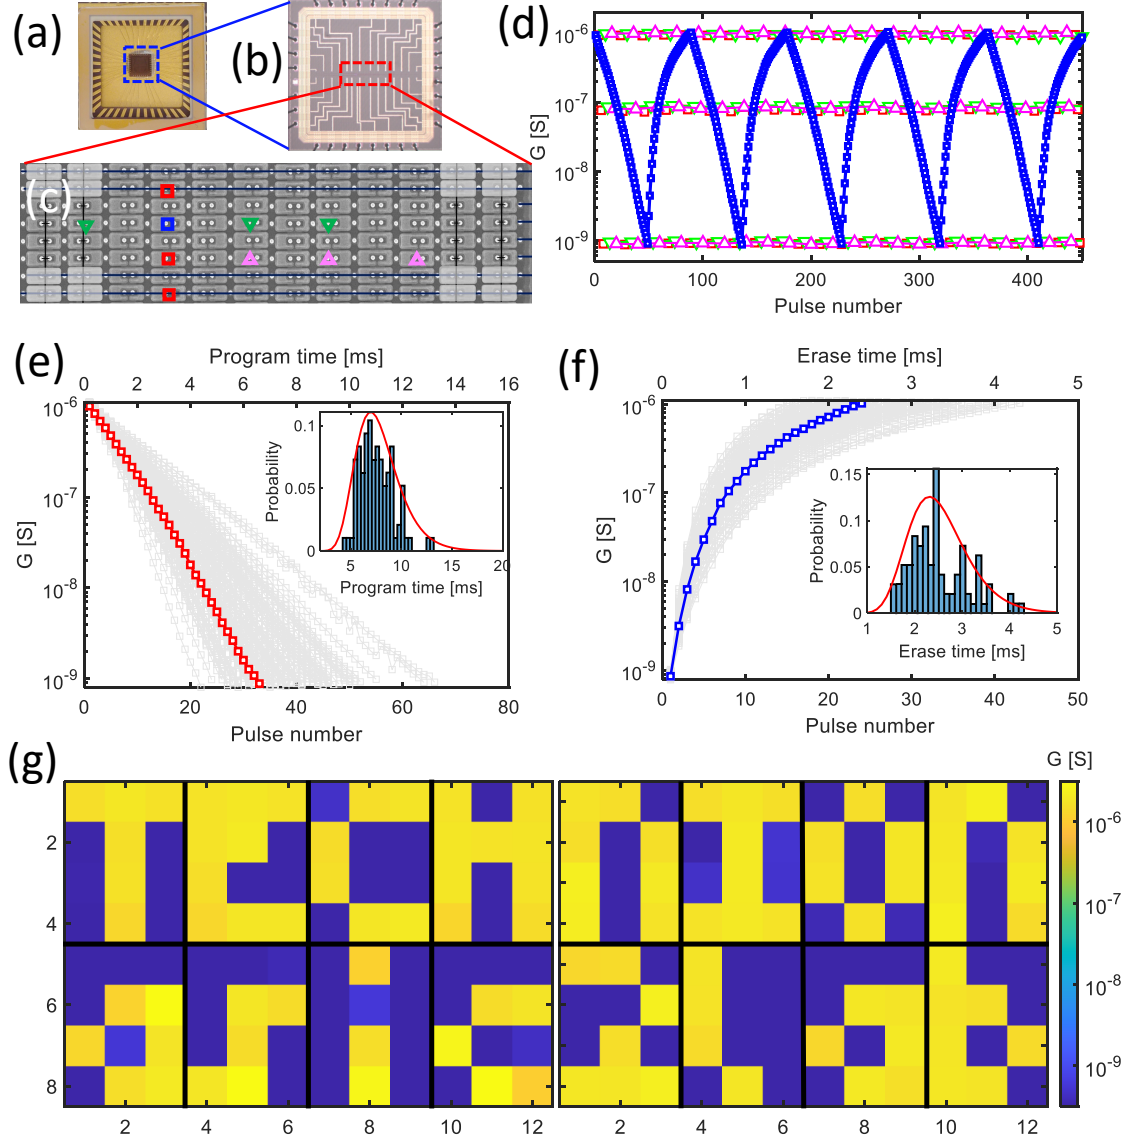 (a)
(b)
(c)
(d)
10⁻⁶
10⁻⁷
10⁻⁸
10⁻⁹
G [S]
0 100 200 300 400
Pulse number
(e)
Program time [ms]
0 2 4 6 8 10 12 14 16
10⁻⁶
10⁻⁷
10⁻⁸
10⁻⁹
G [S]
0 20 40 60 80
Pulse number
0.1
0.05
0
Probability
5 10 15 20
Program time [ms]
(f)
Erase time [ms]
0 1 2 3 4 5
10⁻⁶
10⁻⁷
10⁻⁸
10⁻⁹
G [S]
0 10 20 30 40 50
Pulse number
0.15
0.1
0.05
0
Probability
1 2 3 4 5
Erase time [ms]
(g)
2
4
6
8
2 4 6 8 10 12
2 4 6 8 10 12
G [S]
10⁻⁶
10⁻⁷
10⁻⁸
10⁻⁹